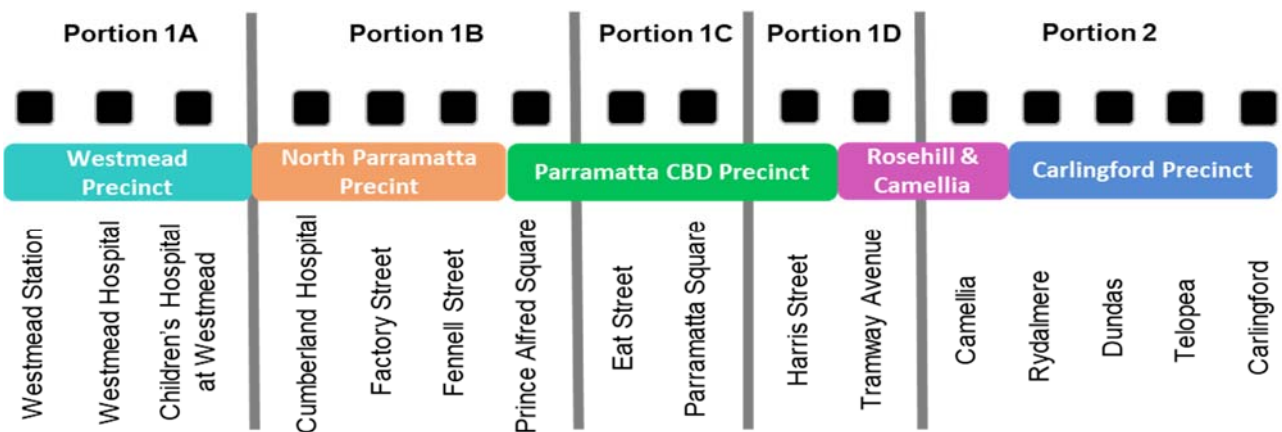 Portion 1A
Portion 1B
Portion 1C
Portion 1D
Portion 2
Westmead
Precinct
North Parramatta
Precint
Parramatta CBD Precinct
Rosehill &
Camellia
Carlingford Precinct
Westmead Station
Westmead Hospital
Children's Hospital
at Westmead
Cumberland Hospital
Factory Street
Fennell Street
Prince Alfred Square
Eat Street
Parramatta Square
Harris Street
Tramway Avenue
Camellia
Rydalmere
Dundas
Telopea
Carlingford